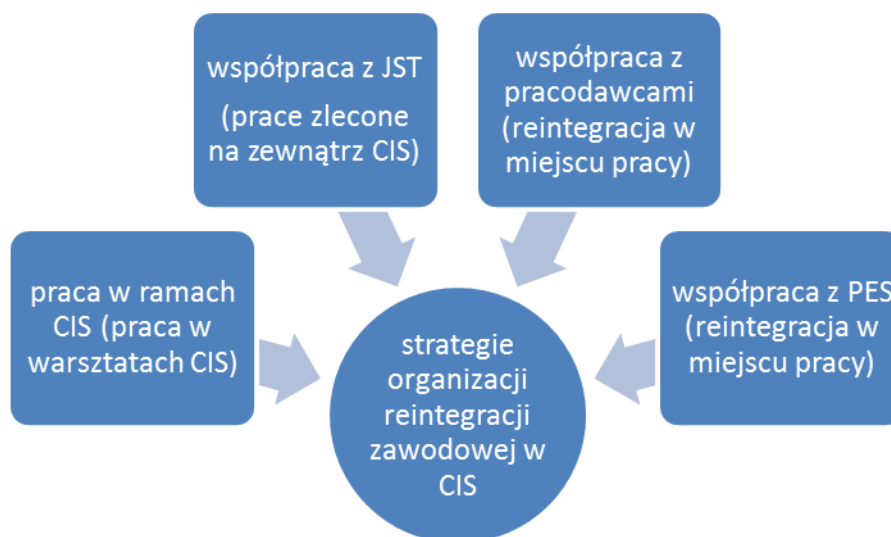 współpraca z JST
(prace zlecone
na zewnątrz CIS)
współpraca z
pracodawcami
(reintegracja w
miejscu pracy)
praca w ramach
CIS (praca w
warsztatach CIS)
współpraca z PES
(reintegracja w
miejscu pracy)
strategie
organizacji
reintegracji
zawodowej w
CIS